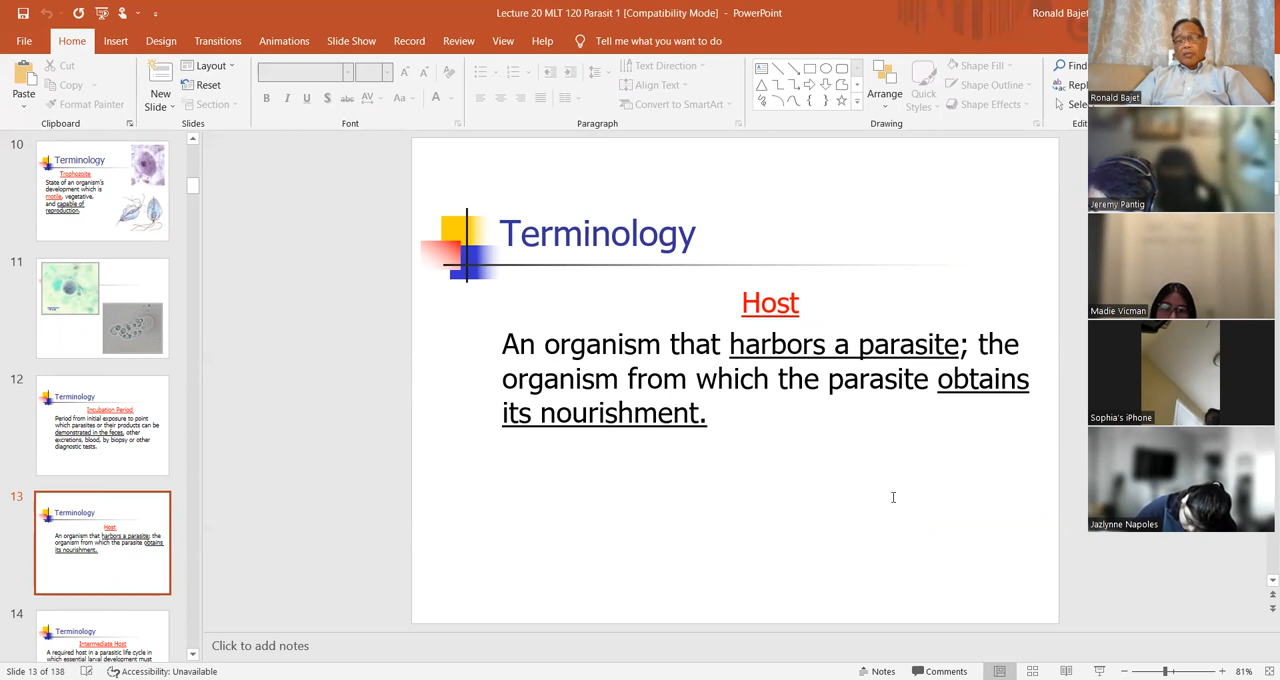 Lecture 20 MLT 120 Parasit 1 [Compatibility Mode] - PowerPoint
Ronald Bajet
File Home Insert Design Transitions Animations Slide Show Record Review View Help Tell me what you want to do
Paste
Cut
Copy
Format Painter
Clipboard
New
Slide
Layout
Reset
Section
Slides
B I U S abc AV Aa A
Font
Text Direction
Align Text
Convert to SmartArt
Paragraph
Arrange
Quick
Styles
Shape Fill
Shape Outline
Shape Effects
Drawing
Find
Repl
Sele
Edit
10
Terminology
Trophozoite
State of an organism's
development which is
motile, vegetative,
and capable of
reproduction.
11
12
Terminology
Incubation Period
Period from initial exposure to point
which parasites or their products can be
demonstrated in the feces, other
excretions, blood, by biopsy or other
diagnostic tests.
13
Terminology
Host
An organism that harbors a parasite; the
organism from which the parasite obtains
its nourishment.
14
Terminology
Intermediate Host
A required host in a parasitic life cycle in
which essential larval development must
Terminology
Host
An organism that harbors a parasite; the
organism from which the parasite obtains
its nourishment.
Ronald Bajet
Jeremy Pantig
Madie Vicman
Sophia's iPhone
Jazlynne Napoles
Click to add notes
Slide 13 of 138
Accessibility: Unavailable
Notes
Comments
81%